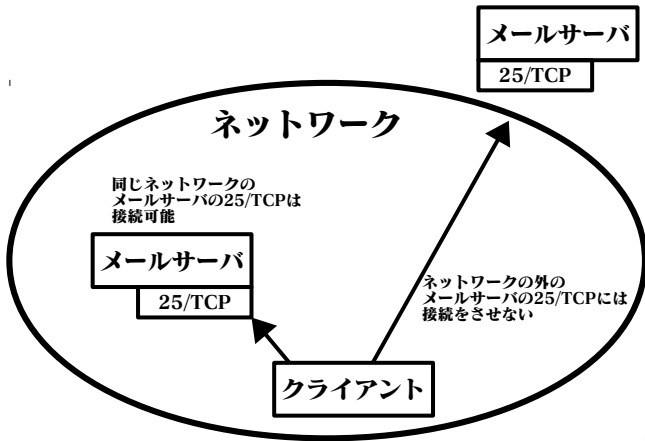 メールサーバ
25/TCP
ネットワーク
同じネットワークの
メールサーバの25/TCPは
接続可能
メールサーバ
25/TCP
ネットワークの外の
メールサーバの25/TCPには
接続をさせない
クライアント